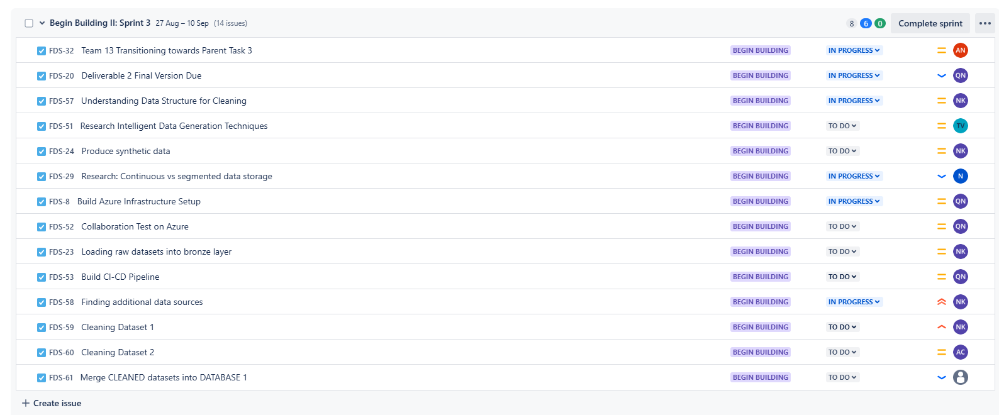 Begin Building II: Sprint 3 27 Aug – 10 Sep (14 issues) 8 6 0 Complete sprint
FDS-32 Team 13 Transitioning towards Parent Task 3 BEGIN BUILDING IN PROGRESS AN
FDS-20 Deliverable 2 Final Version Due BEGIN BUILDING IN PROGRESS QN
FDS-57 Understanding Data Structure for Cleaning BEGIN BUILDING IN PROGRESS NK
FDS-51 Research Intelligent Data Generation Techniques BEGIN BUILDING TO DO TV
FDS-24 Produce synthetic data BEGIN BUILDING TO DO NK
FDS-29 Research: Continuous vs segmented data storage BEGIN BUILDING IN PROGRESS N
FDS-8 Build Azure Infrastructure Setup BEGIN BUILDING IN PROGRESS QN
FDS-52 Collaboration Test on Azure BEGIN BUILDING TO DO QN
FDS-23 Loading raw datasets into bronze layer BEGIN BUILDING TO DO NK
FDS-53 Build CI-CD Pipeline BEGIN BUILDING TO DO QN
FDS-58 Finding additional data sources BEGIN BUILDING IN PROGRESS NK
FDS-59 Cleaning Dataset 1 BEGIN BUILDING TO DO NK
FDS-60 Cleaning Dataset 2 BEGIN BUILDING TO DO AC
FDS-61 Merge CLEANED datasets into DATABASE 1 BEGIN BUILDING TO DO
+ Create issue